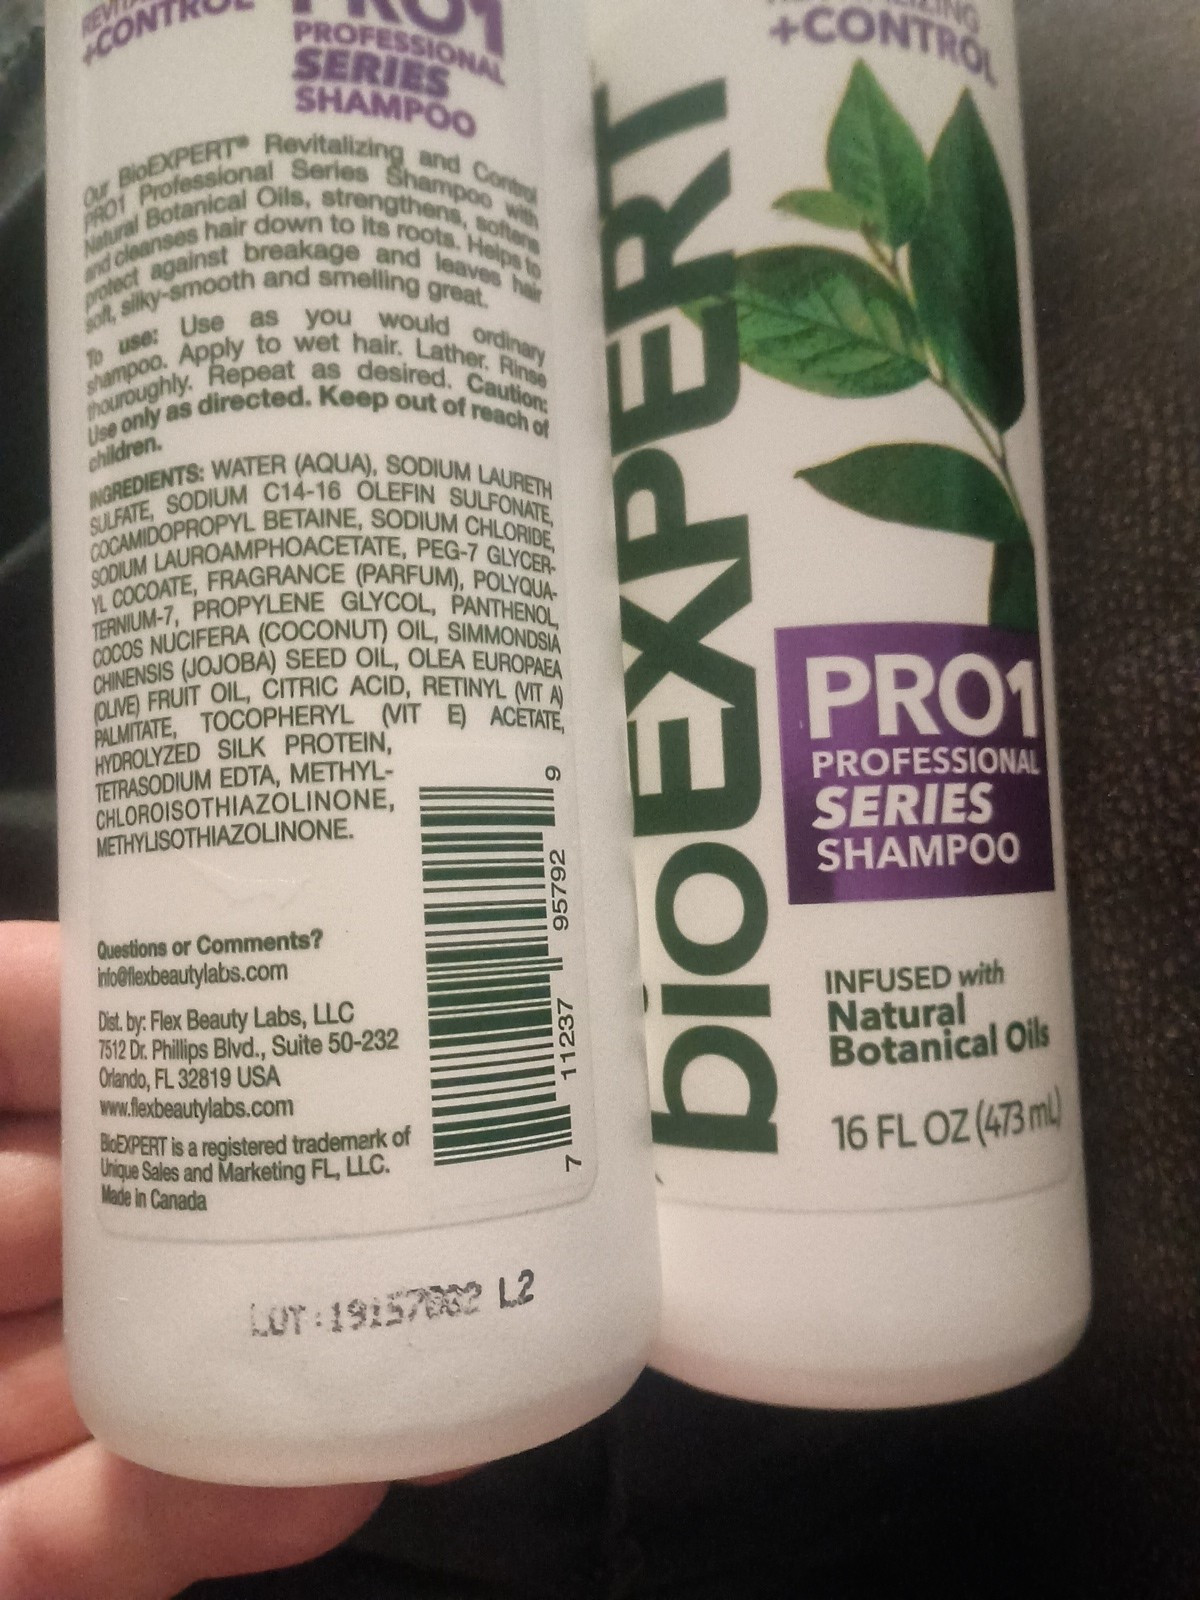 +CONTROL
PRO1
PROFESSIONAL
SERIES
SHAMPOO
Our BioEXPERT® Revitalizing and Control
PRO1 Professional Series Shampoo with
Natural Botanical Oils, strengthens, softens
and cleanses hair down to its roots. Helps to
protect against breakage and leaves hair
soft, silky-smooth and smelling great.
To use: Use as you would ordinary
shampoo. Apply to wet hair. Lather. Rinse
thouroughly. Repeat as desired. Caution:
Use only as directed. Keep out of reach of
children.
INGREDIENTS: WATER (AQUA), SODIUM LAURETH
SULFATE, SODIUM C14-16 OLEFIN SULFONATE,
COCAMIDOPROPYL BETAINE, SODIUM CHLORIDE,
SODIUM LAUROAMPHOACETATE, PEG-7 GLYCER-
YL COCOATE, FRAGRANCE (PARFUM), POLYQUA-
TERNIUM-7, PROPYLENE GLYCOL, PANTHENOL,
COCOS NUCIFERA (COCONUT) OIL, SIMMONDSIA
CHINENSIS (JOJOBA) SEED OIL, OLEA EUROPAEA
(OLIVE) FRUIT OIL, CITRIC ACID, RETINYL (VIT A)
PALMITATE, TOCOPHERYL (VIT E) ACETATE,
HYDROLYZED SILK PROTEIN,
TETRASODIUM EDTA, METHYL-
CHLOROISOTHIAZOLINONE,
METHYLISOTHIAZOLINONE.
Questions or Comments?
info@flexbeautylabs.com
Dist. by: Flex Beauty Labs, LLC
7512 Dr. Phillips Blvd., Suite 50-232
Orlando, FL 32819 USA
www.flexbeautylabs.com
BioEXPERT is a registered trademark of
Unique Sales and Marketing FL, LLC.
Made in Canada
7 11237 95792 9
LOT:19157002 L2
+CONTROL
bioEXPERT
PRO1
PROFESSIONAL
SERIES
SHAMPOO
INFUSED with
Natural
Botanical Oils
16 FL OZ (473 mL)